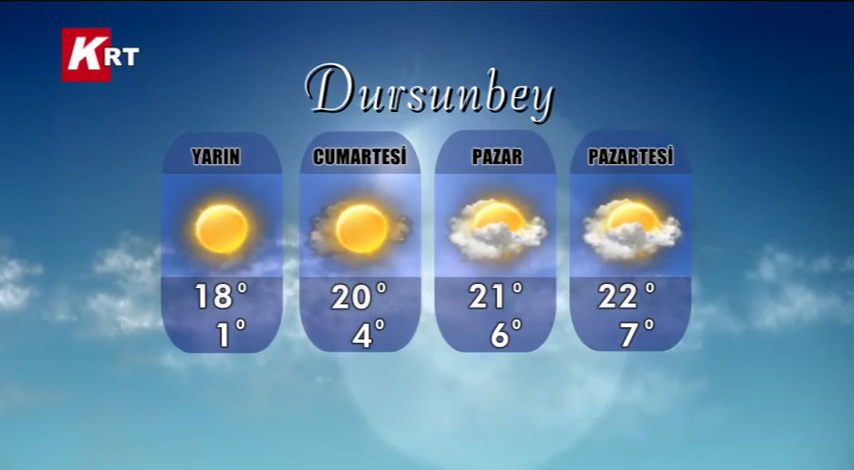 KRT
Dursunbey
YARIN CUMARTESİ PAZAR PAZARTESİ
18° 20° 21° 22°
1° 4° 6° 7°